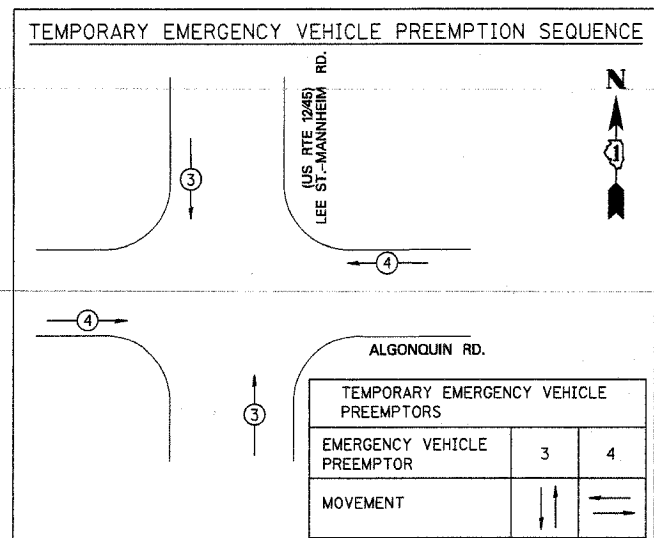 TEMPORARY EMERGENCY VEHICLE PREEMPTION SEQUENCE
(US RTE 12/45)
LEE ST.-MANNHEIM RD.
N
1
3
4
4
ALGONQUIN RD.
3
TEMPORARY EMERGENCY VEHICLE
PREEMPTORS
EMERGENCY VEHICLE
PREEMPTOR
3
4
MOVEMENT